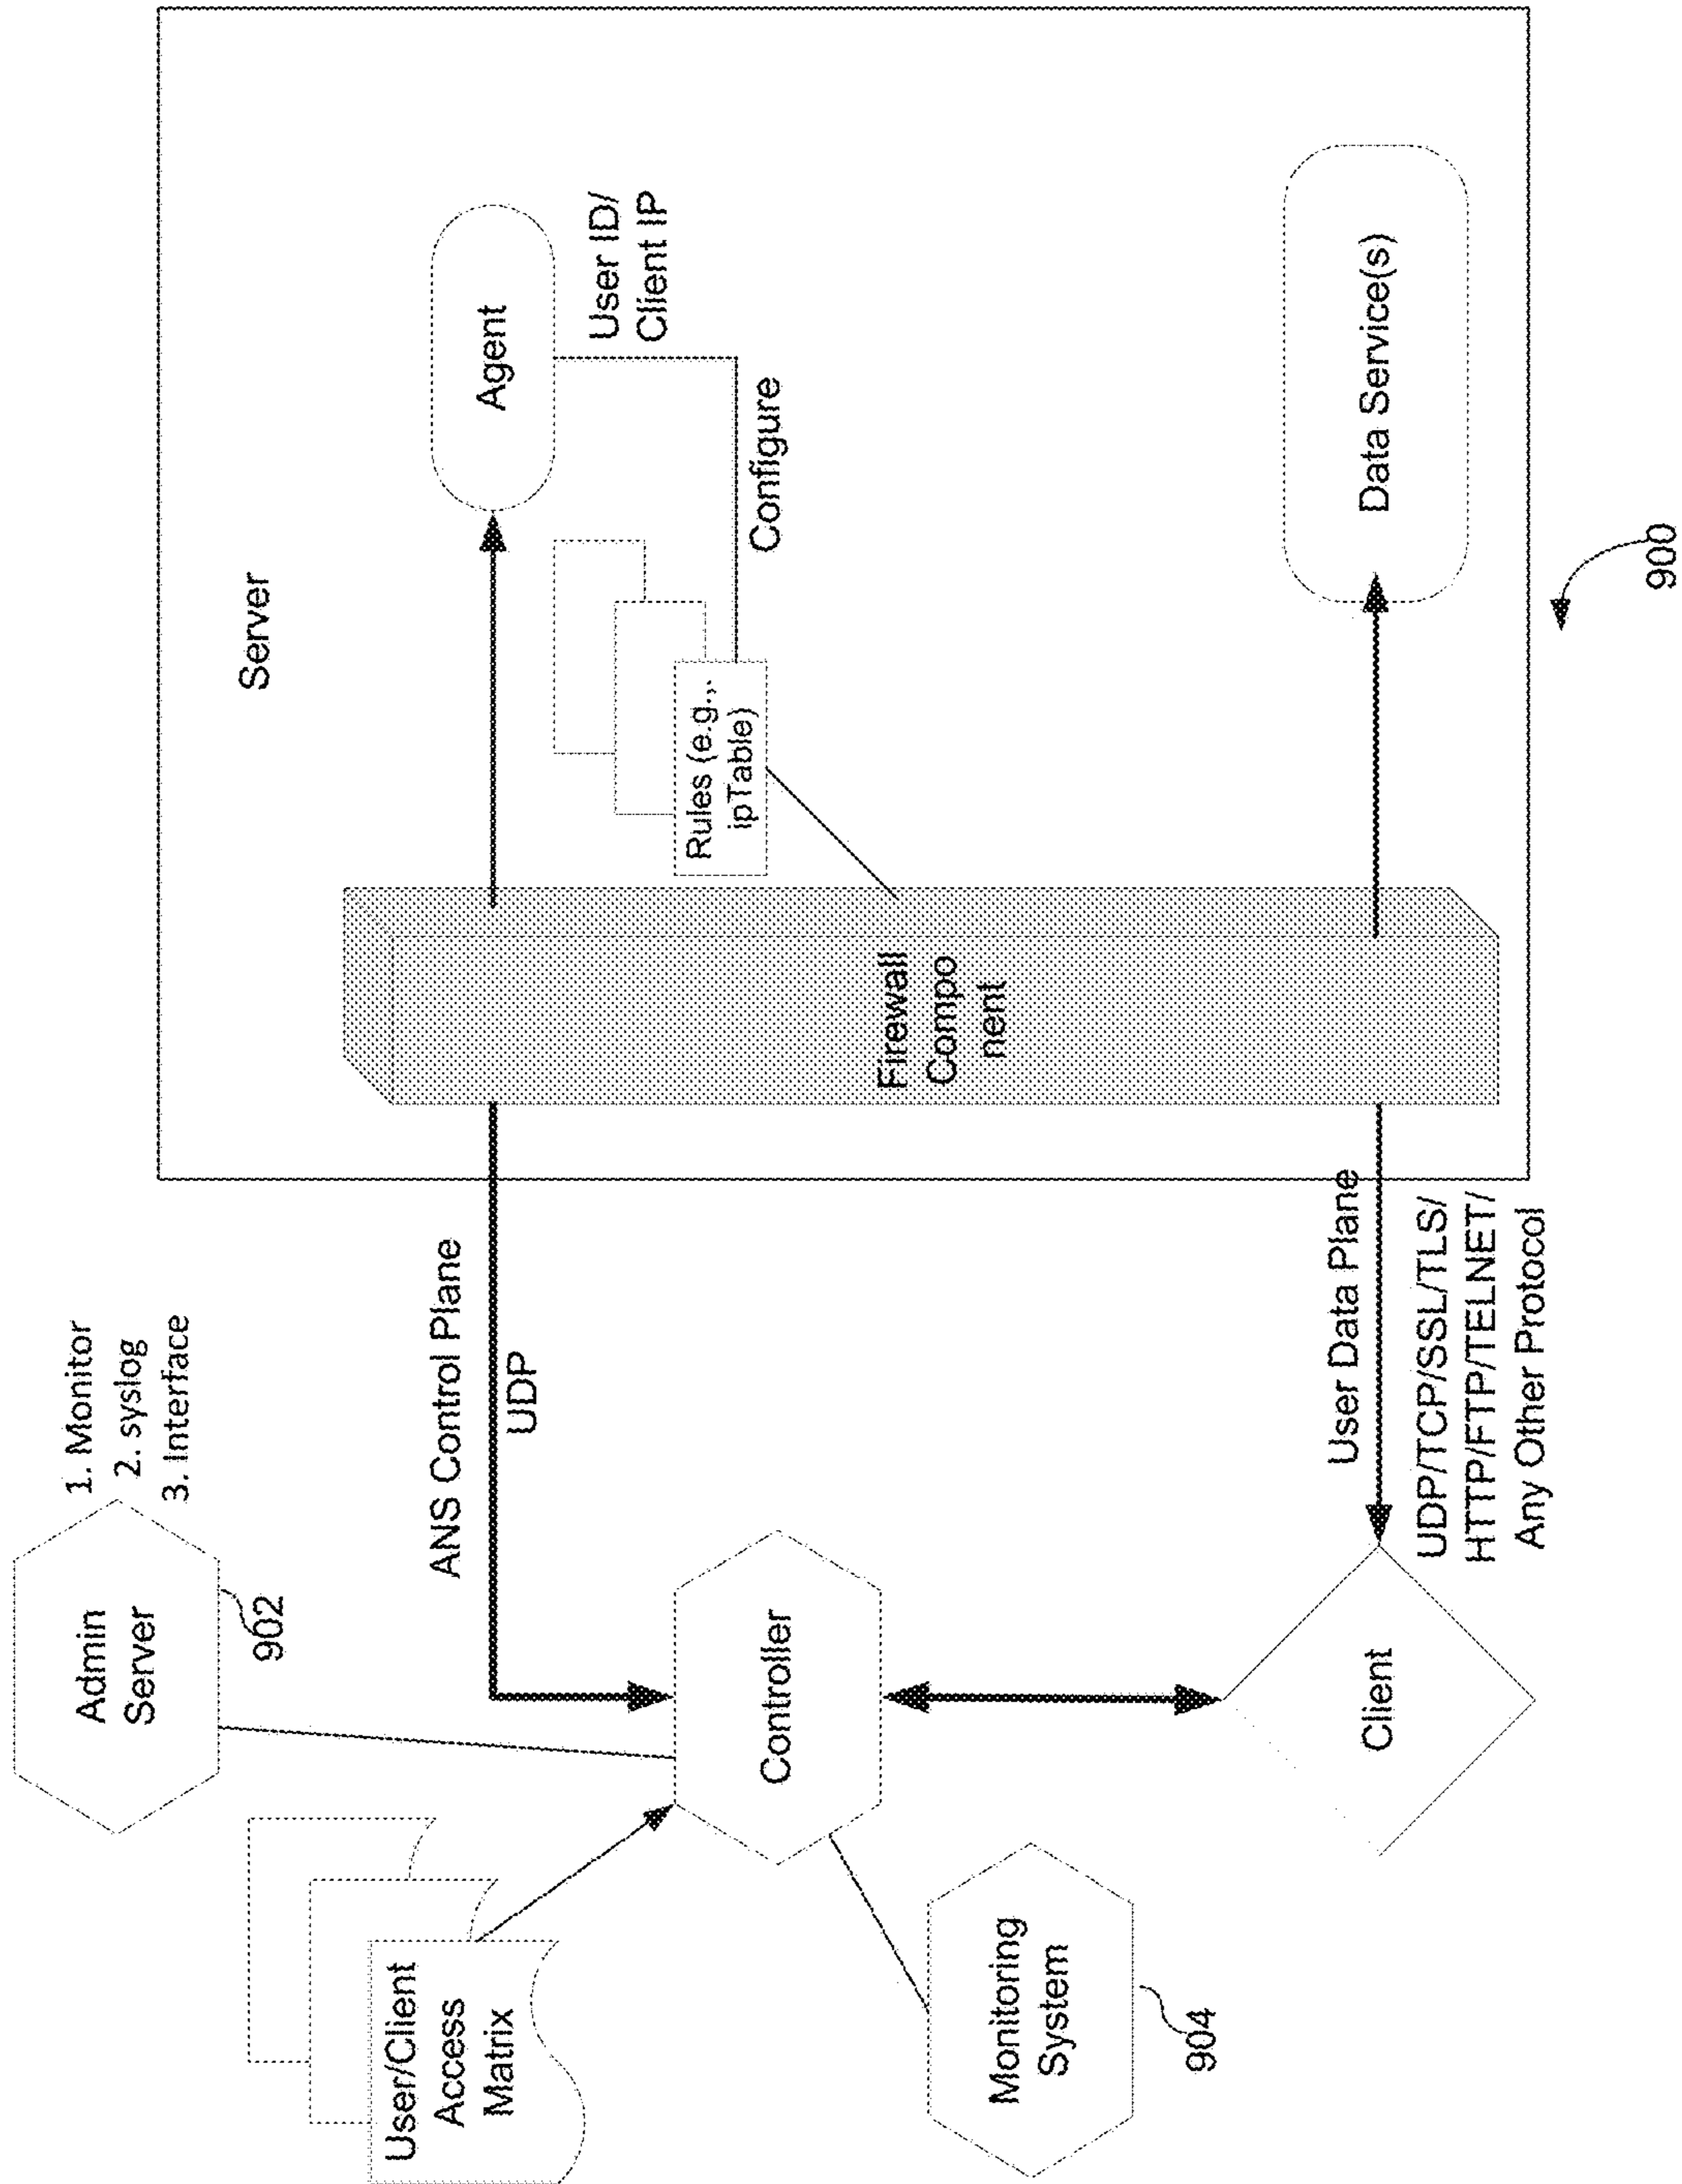 1. Monitor
2. syslog
3. Interface
Admin
Server
902
User/Client
Access
Matrix
Controller
Monitoring
System
904
Client
ANS Control Plane
UDP
User Data Plane
UDP/TCP/SSL/TLS/
HTTP/FTP/TELNET/
Any Other Protocol
Server
Firewall
Compo
nent
Rules (e.g.,.
ipTable)
Agent
User ID/
Client IP
Configure
Data Service(s)
900